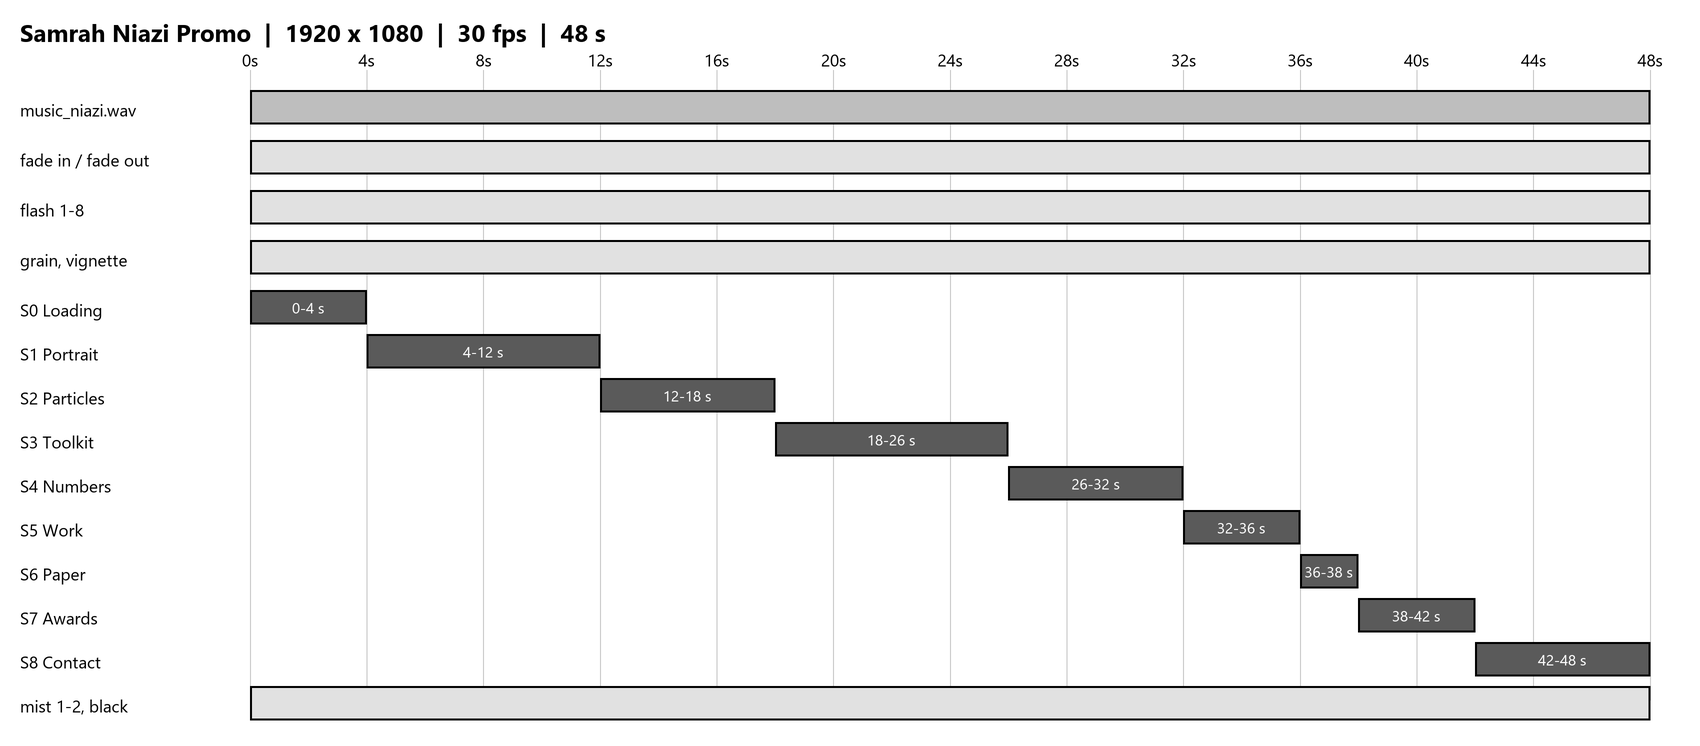 Samrah Niazi Promo | 1920 x 1080 | 30 fps | 48 s
0s 4s 8s 12s 16s 20s 24s 28s 32s 36s 40s 44s 48s
music_niazi.wav
fade in / fade out
flash 1-8
grain, vignette
S0 Loading 0-4 s
S1 Portrait 4-12 s
S2 Particles 12-18 s
S3 Toolkit 18-26 s
S4 Numbers 26-32 s
S5 Work 32-36 s
S6 Paper 36-38 s
S7 Awards 38-42 s
S8 Contact 42-48 s
mist 1-2, black